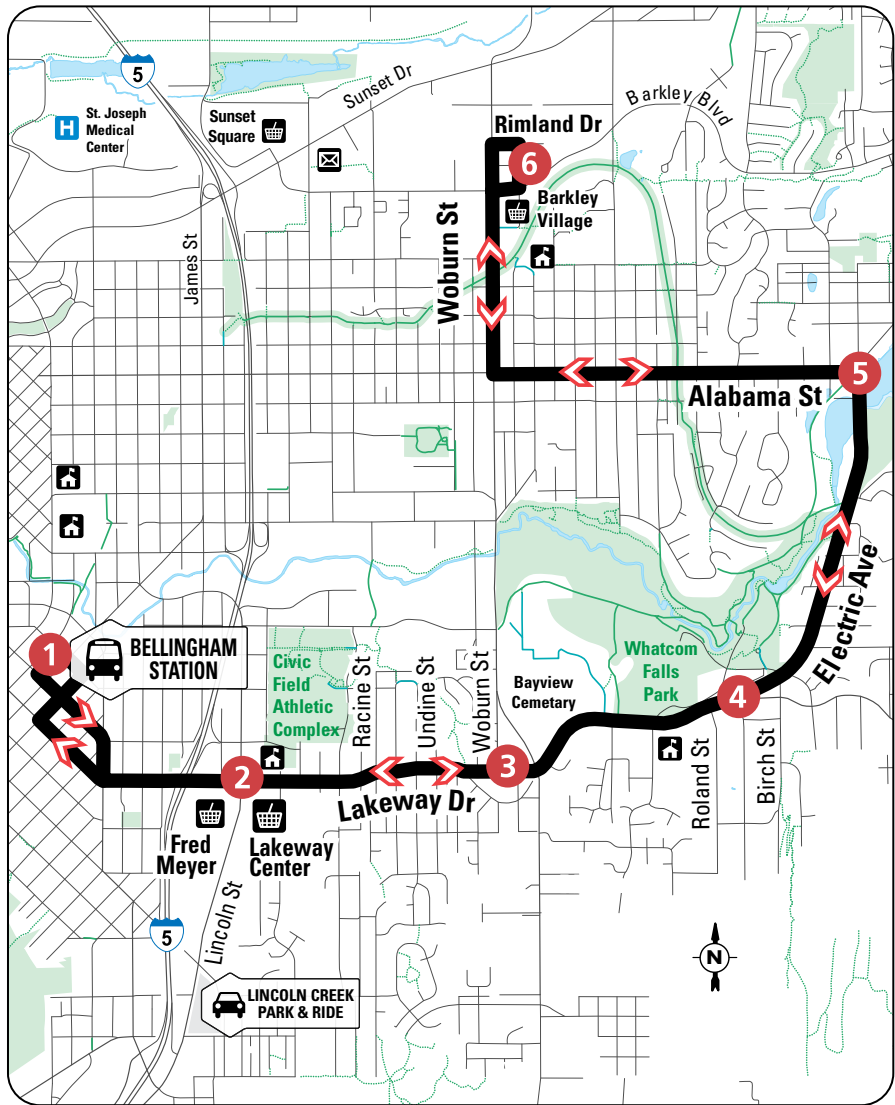 5
H
St. Joseph
Medical
Center
Sunset
Square
Sunset Dr
Barkley Blvd
Rimland Dr
6
Barkley
Village
Woburn St
James St
5
Alabama St
Electric Ave
1
BELLINGHAM
STATION
Civic
Field
Athletic
Complex
Racine St
Undine St
Woburn St
Bayview
Cemetary
Whatcom
Falls
Park
4
3
2
Lakeway Dr
Roland St
Birch St
Fred
Meyer
Lakeway
Center
Lincoln St
5
N
LINCOLN CREEK
PARK & RIDE